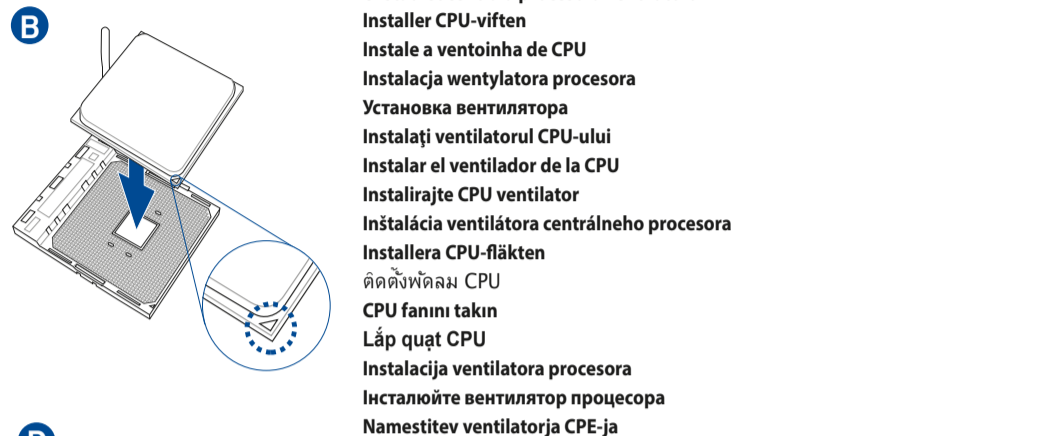 B
Installer CPU-viften
Instale a ventoinha de CPU
Instalacja wentylatora procesora
Установка вентилятора
Instalaţi ventilatorul CPU-ului
Instalar el ventilador de la CPU
Instalirajte CPU ventilator
Inštalácia ventilátora centrálneho procesora
Installera CPU-fläkten
ติดตั้งพัดลม CPU
CPU fanını takın
Lắp quạt CPU
Instalacija ventilatora procesora
Інсталюйте вентилятор процесора
Namestitev ventilatorja CPE-ja